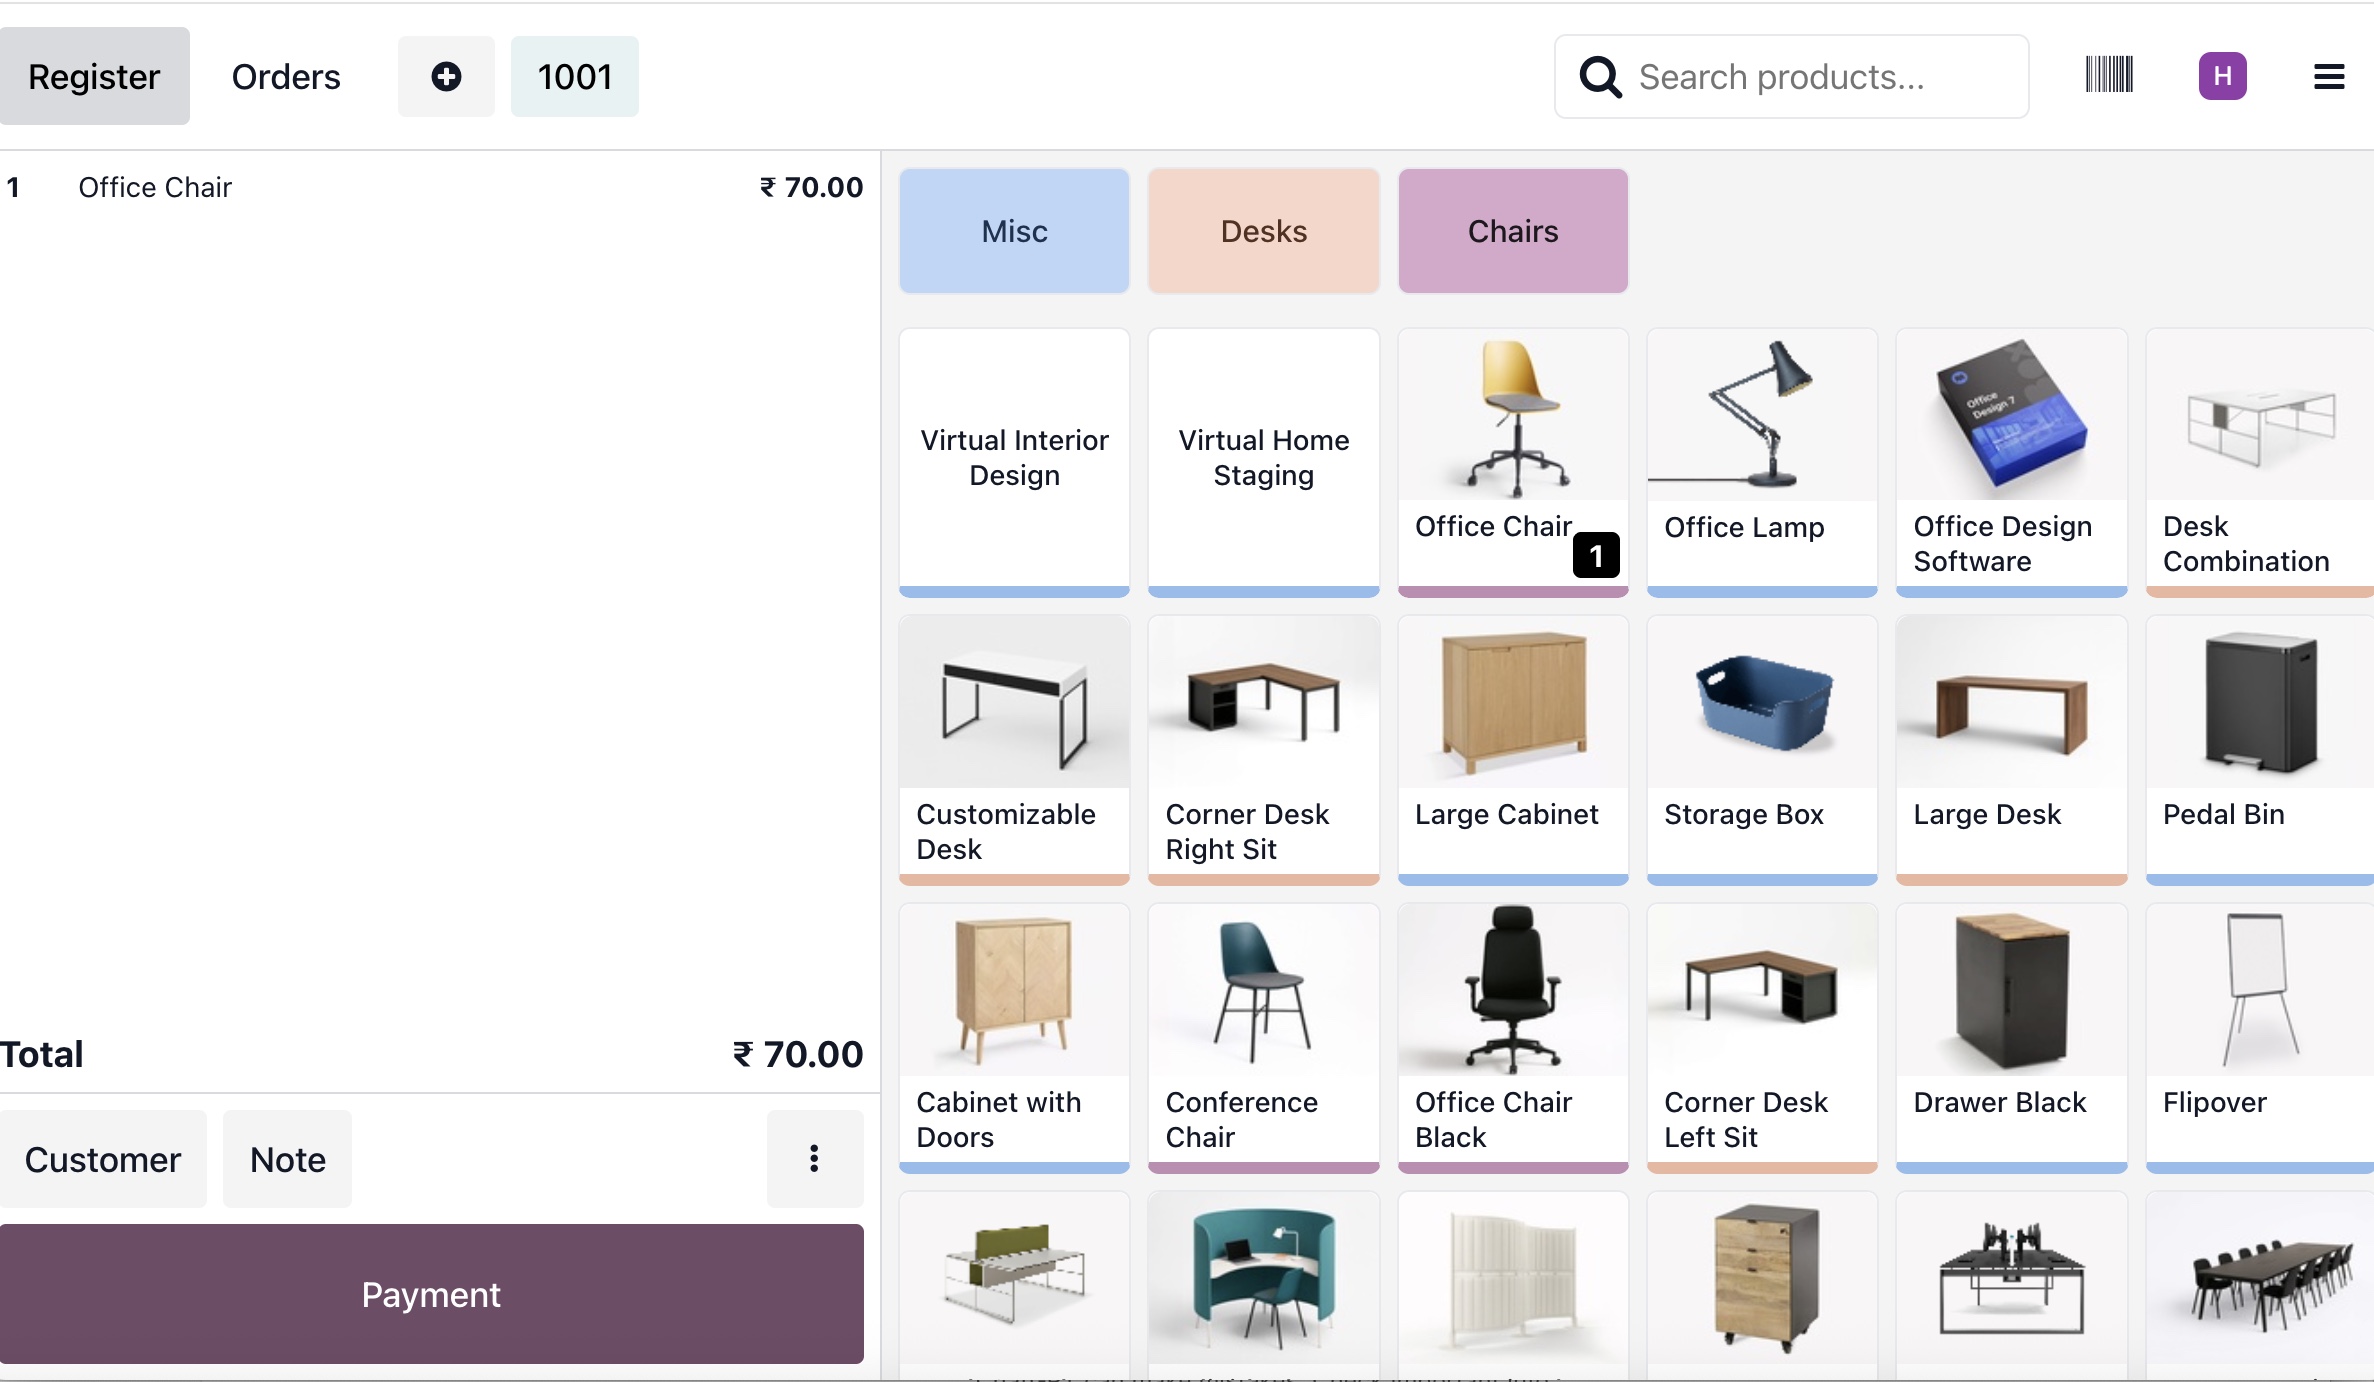 Register
Orders
1001
Search products...
H
1 Office Chair ₹ 70.00
Total ₹ 70.00
Customer
Note
Payment
Misc
Desks
Chairs
Virtual Interior
Design
Virtual Home
Staging
Office Chair
1
Office Lamp
Office
Design 7
Office Design
Software
Desk
Combination
Customizable
Desk
Corner Desk
Right Sit
Large Cabinet
Storage Box
Large Desk
Pedal Bin
Cabinet with
Doors
Conference
Chair
Office Chair
Black
Corner Desk
Left Sit
Drawer Black
Flipover